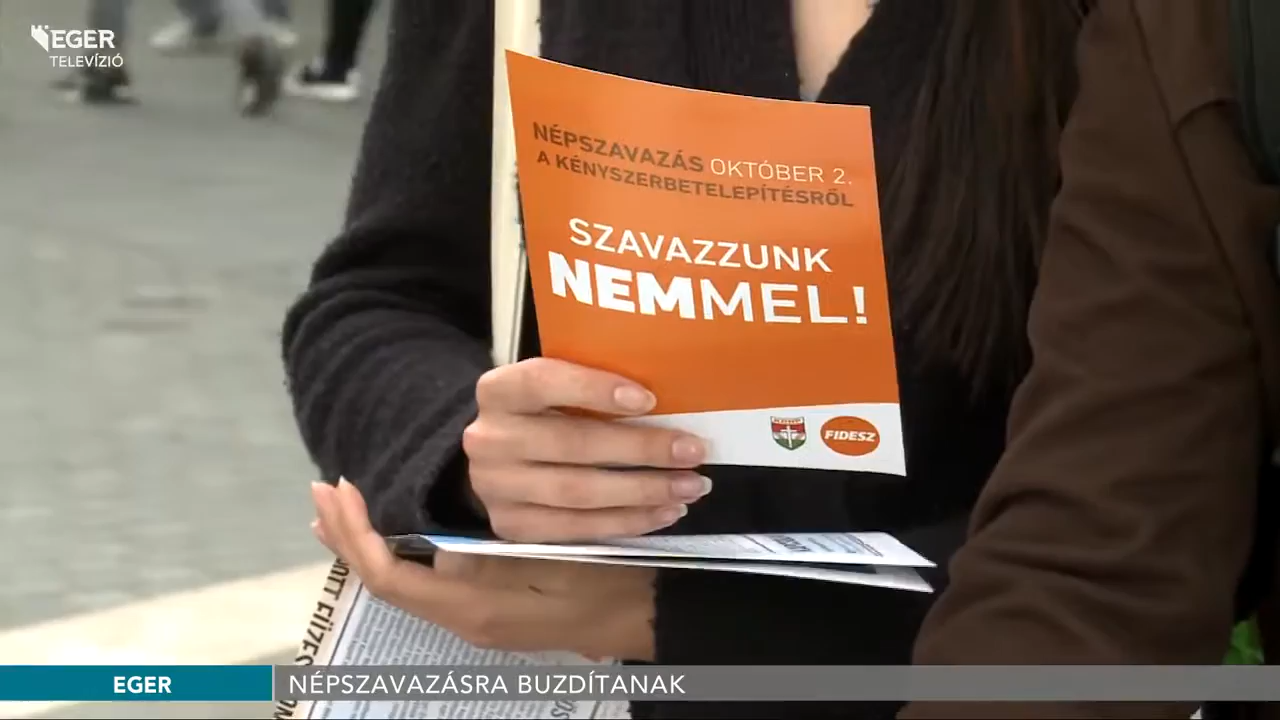 EGER
TELEVÍZIÓ
NÉPSZAVAZÁS OKTÓBER 2.
A KÉNYSZERBETELEPÍTÉSRŐL
SZAVAZZUNK
NEMMEL!
FIDESZ
EGER
NÉPSZAVAZÁSRA BUZDÍTANAK